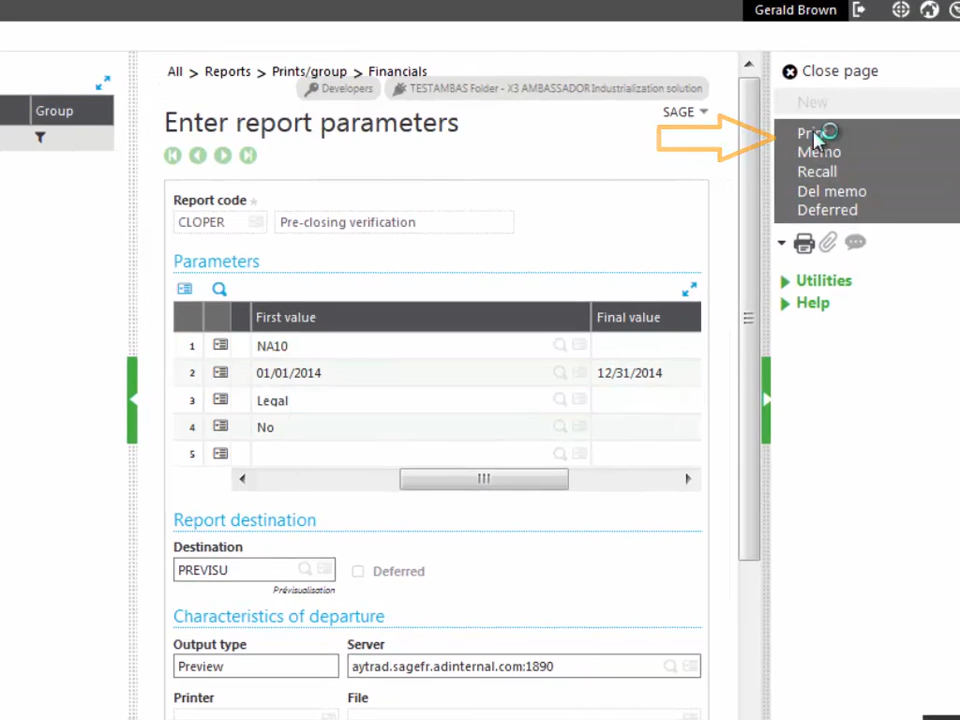 Gerald Brown
All > Reports > Prints/group > Financials
Close page
Developers
TESTAMBAS Folder - X3 AMBASSADOR Industrialization solution
New
Group
Enter report parameters
SAGE
Print
Memo
Recall
Del memo
Deferred
Report code
CLOPER
Pre-closing verification
Parameters
Utilities
Help
First value
Final value
1
NA10
2
01/01/2014
12/31/2014
3
Legal
4
No
5
Report destination
Destination
PREVISU
Deferred
Prévisualisation
Characteristics of departure
Output type
Server
Preview
aytrad.sagefr.adinternal.com:1890
Printer
File